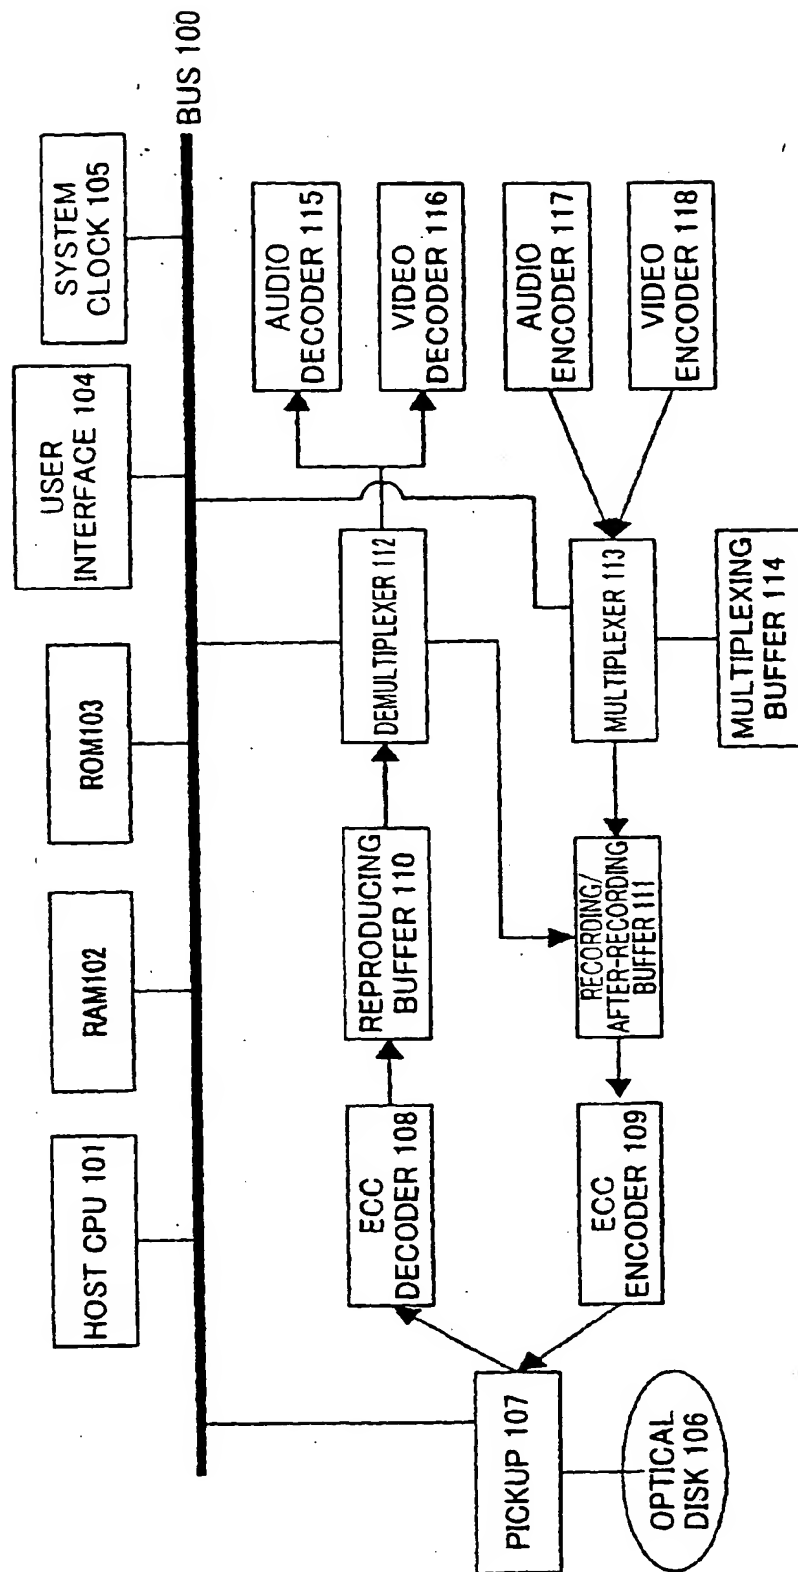 HOST CPU 101
RAM102
ROM103
USER
INTERFACE 104
SYSTEM
CLOCK 105
BUS 100
ECC
DECODER 108
REPRODUCING
BUFFER 110
DEMULTIPLEXER 112
AUDIO
DECODER 115
VIDEO
DECODER 116
PICKUP 107
OPTICAL
DISK 106
ECC
ENCODER 109
RECORDING/
AFTER-RECORDING
BUFFER 111
MULTIPLEXER 113
AUDIO
ENCODER 117
VIDEO
ENCODER 118
MULTIPLEXING
BUFFER 114